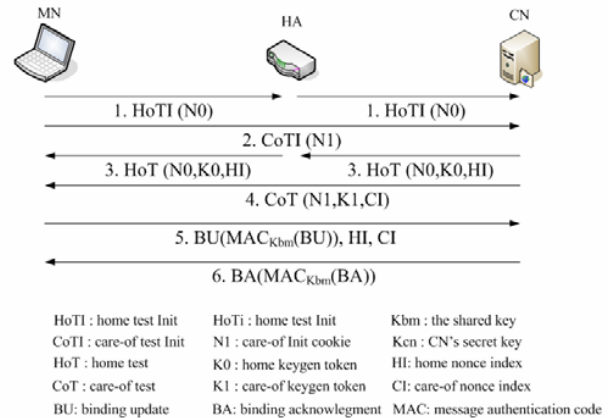 MN
HA
CN
1. HoTI (N0)
1. HoTI (N0)
2. CoTI (N1)
3. HoT (N0,K0,HI)
3. HoT (N0,K0,HI)
4. CoT (N1,K1,CI)
5. BU(MACKbm(BU)), HI, CI
6. BA(MACKbm(BA))
HoTI : home test Init
HoTi : home test Init
Kbm : the shared key
CoTI : care-of test Init
N1 : care-of Init cookie
Kcn : CN's secret key
HoT : home test
K0 : home keygen token
HI: home nonce index
CoT : care-of test
K1 : care-of keygen token
CI: care-of nonce index
BU: binding update
BA: binding acknowlegment
MAC: message authentication code